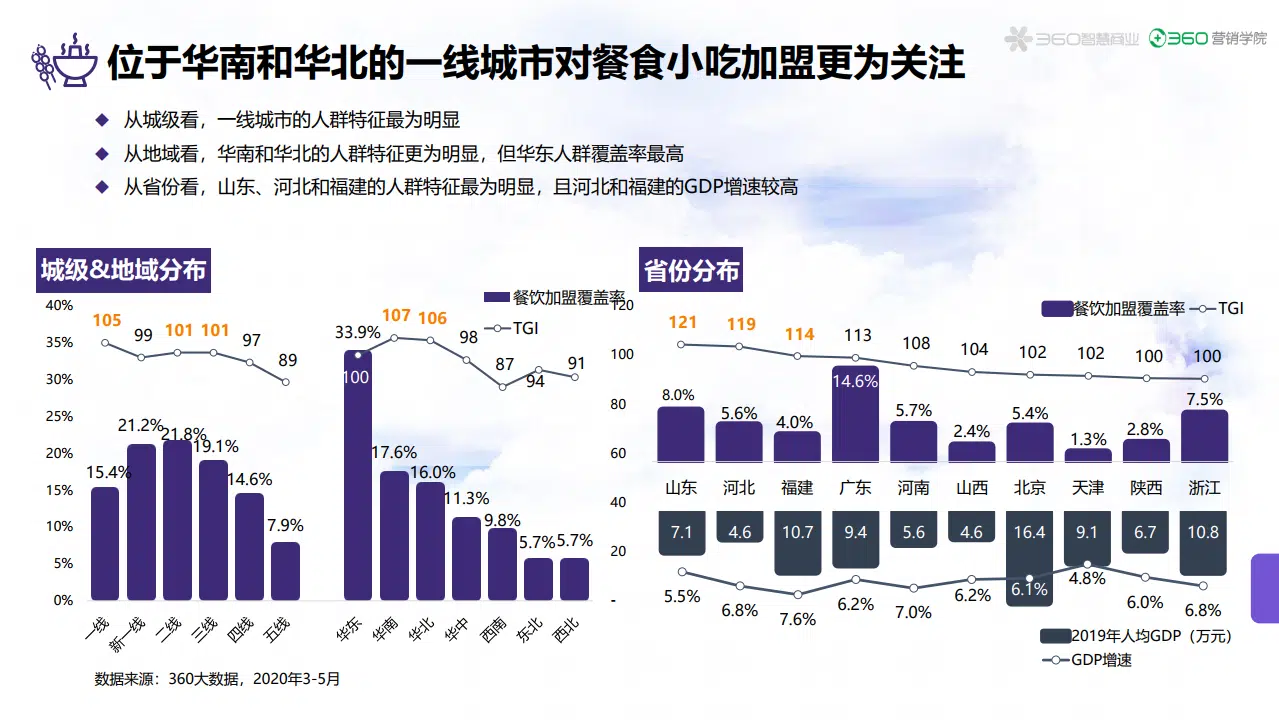 位于华南和华北的一线城市对餐食小吃加盟更为关注
360智慧商业 360营销学院
◆ 从城级看，一线城市的人群特征最为明显
◆ 从地域看，华南和华北的人群特征更为明显，但华东人群覆盖率最高
◆ 从省份看，山东、河北和福建的人群特征最为明显，且河北和福建的GDP增速较高
城级&地域分布
餐饮加盟覆盖率
TGI
40%
35%
30%
25%
20%
15%
10%
5%
0%
105 99 101 101 97 89
15.4% 21.2% 21.8% 19.1% 14.6% 7.9%
一线 新一线 二线 三线 四线 五线
100 107 106 98 87 94 91
33.9% 17.6% 16.0% 11.3% 9.8% 5.7% 5.7%
华东 华南 华北 华中 西南 东北 西北
120
100
80
60
40
20
-
省份分布
餐饮加盟覆盖率 TGI
121 119 114 113 108 104 102 102 100 100
8.0% 5.6% 4.0% 14.6% 5.7% 2.4% 5.4% 1.3% 2.8% 7.5%
山东 河北 福建 广东 河南 山西 北京 天津 陕西 浙江
7.1 4.6 10.7 9.4 5.6 4.6 16.4 9.1 6.7 10.8
5.5% 6.8% 7.6% 6.2% 7.0% 6.2% 6.1% 4.8% 6.0% 6.8%
2019年人均GDP（万元）
GDP增速
数据来源：360大数据，2020年3-5月